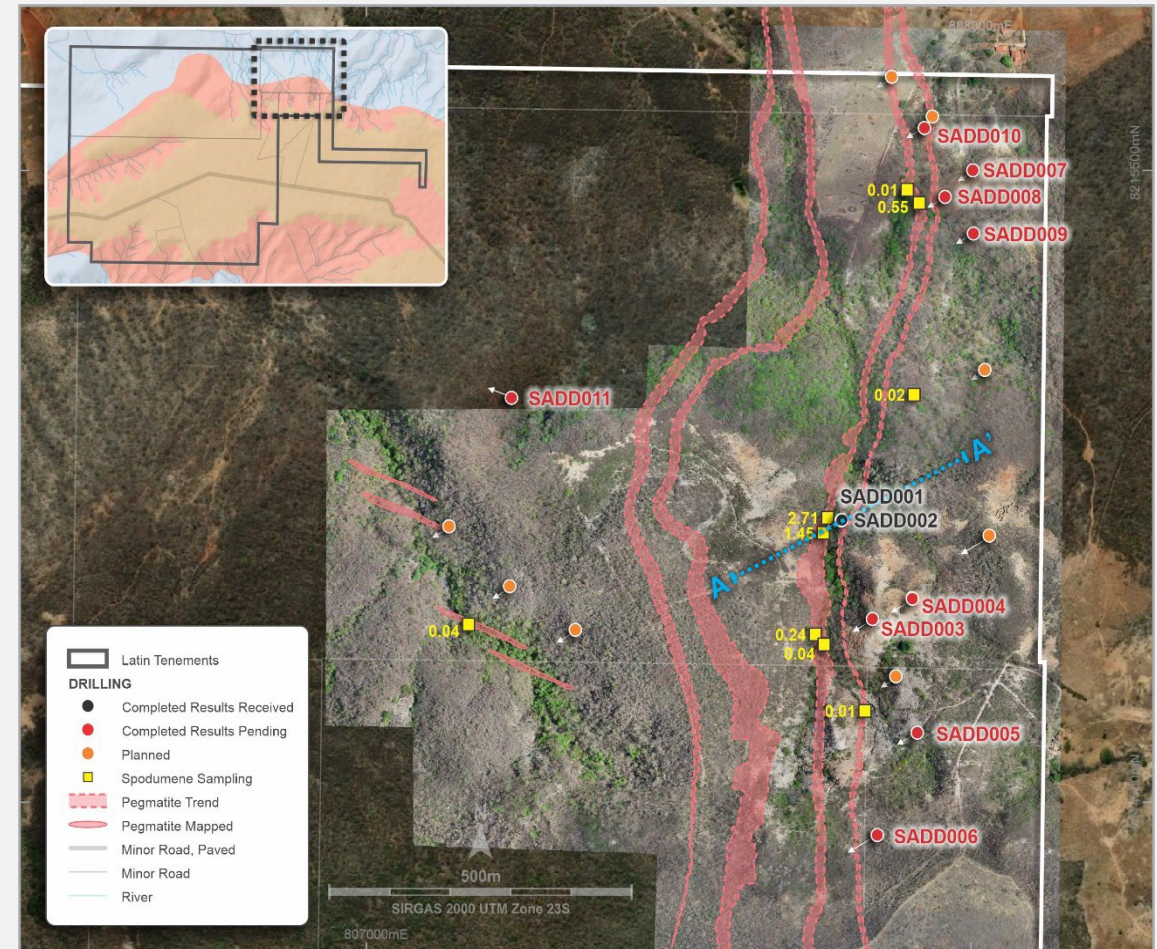 808000mE
8215500mN
SADD010
SADD007
0.01
SADD008
0.55
SADD009
0.02
SADD011
A'
SADD001
2.71
SADD002
1.45
A
SADD004
0.04
SADD003
0.24
0.04
0.01
SADD005
SADD006
Latin Tenements
DRILLING
Completed Results Received
Completed Results Pending
Planned
Spodumene Sampling
Pegmatite Trend
Pegmatite Mapped
Minor Road, Paved
Minor Road
River
500m
SIRGAS 2000 UTM Zone 23S
807000mE